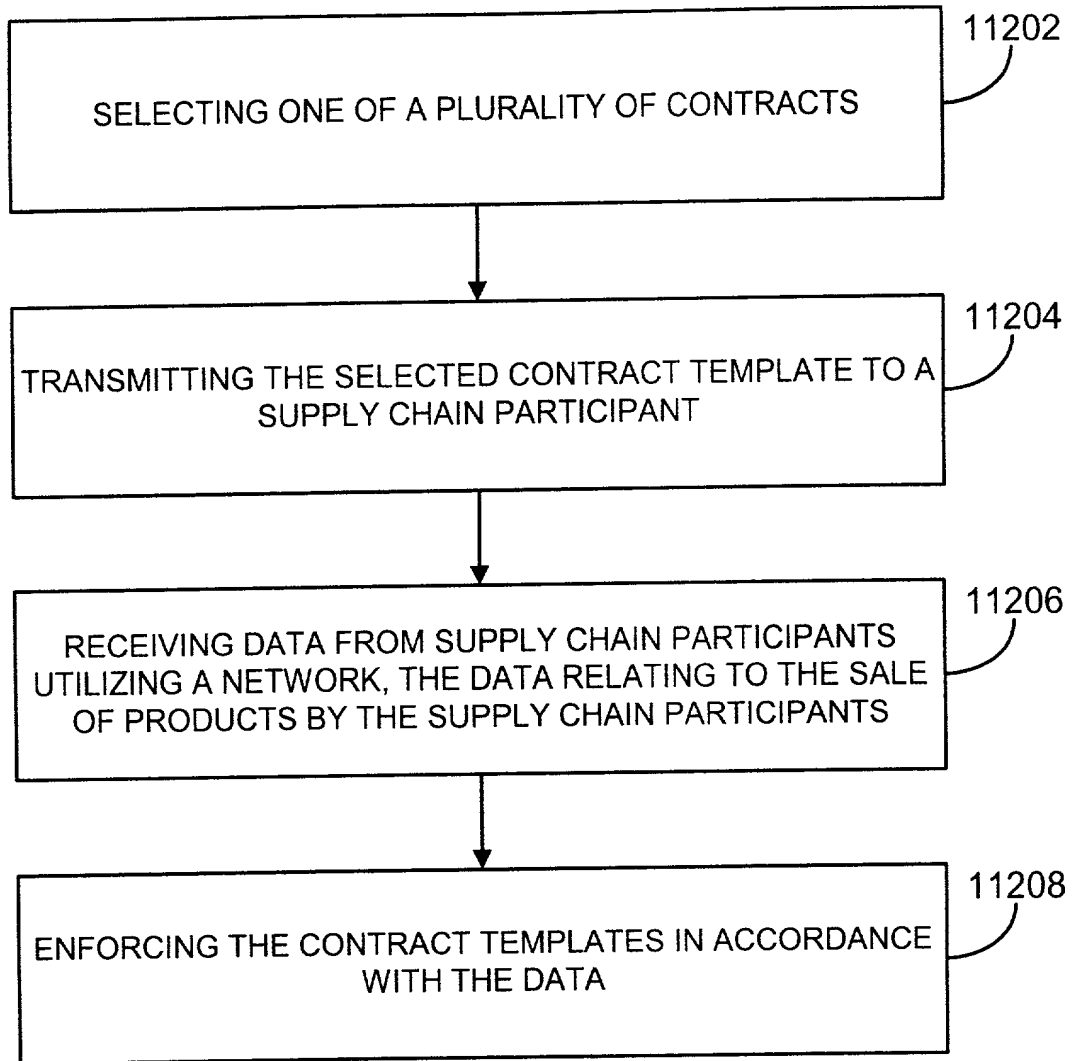 11202
SELECTING ONE OF A PLURALITY OF CONTRACTS
11204
TRANSMITTING THE SELECTED CONTRACT TEMPLATE TO A
SUPPLY CHAIN PARTICIPANT
11206
RECEIVING DATA FROM SUPPLY CHAIN PARTICIPANTS
UTILIZING A NETWORK, THE DATA RELATING TO THE SALE
OF PRODUCTS BY THE SUPPLY CHAIN PARTICIPANTS
11208
ENFORCING THE CONTRACT TEMPLATES IN ACCORDANCE
WITH THE DATA